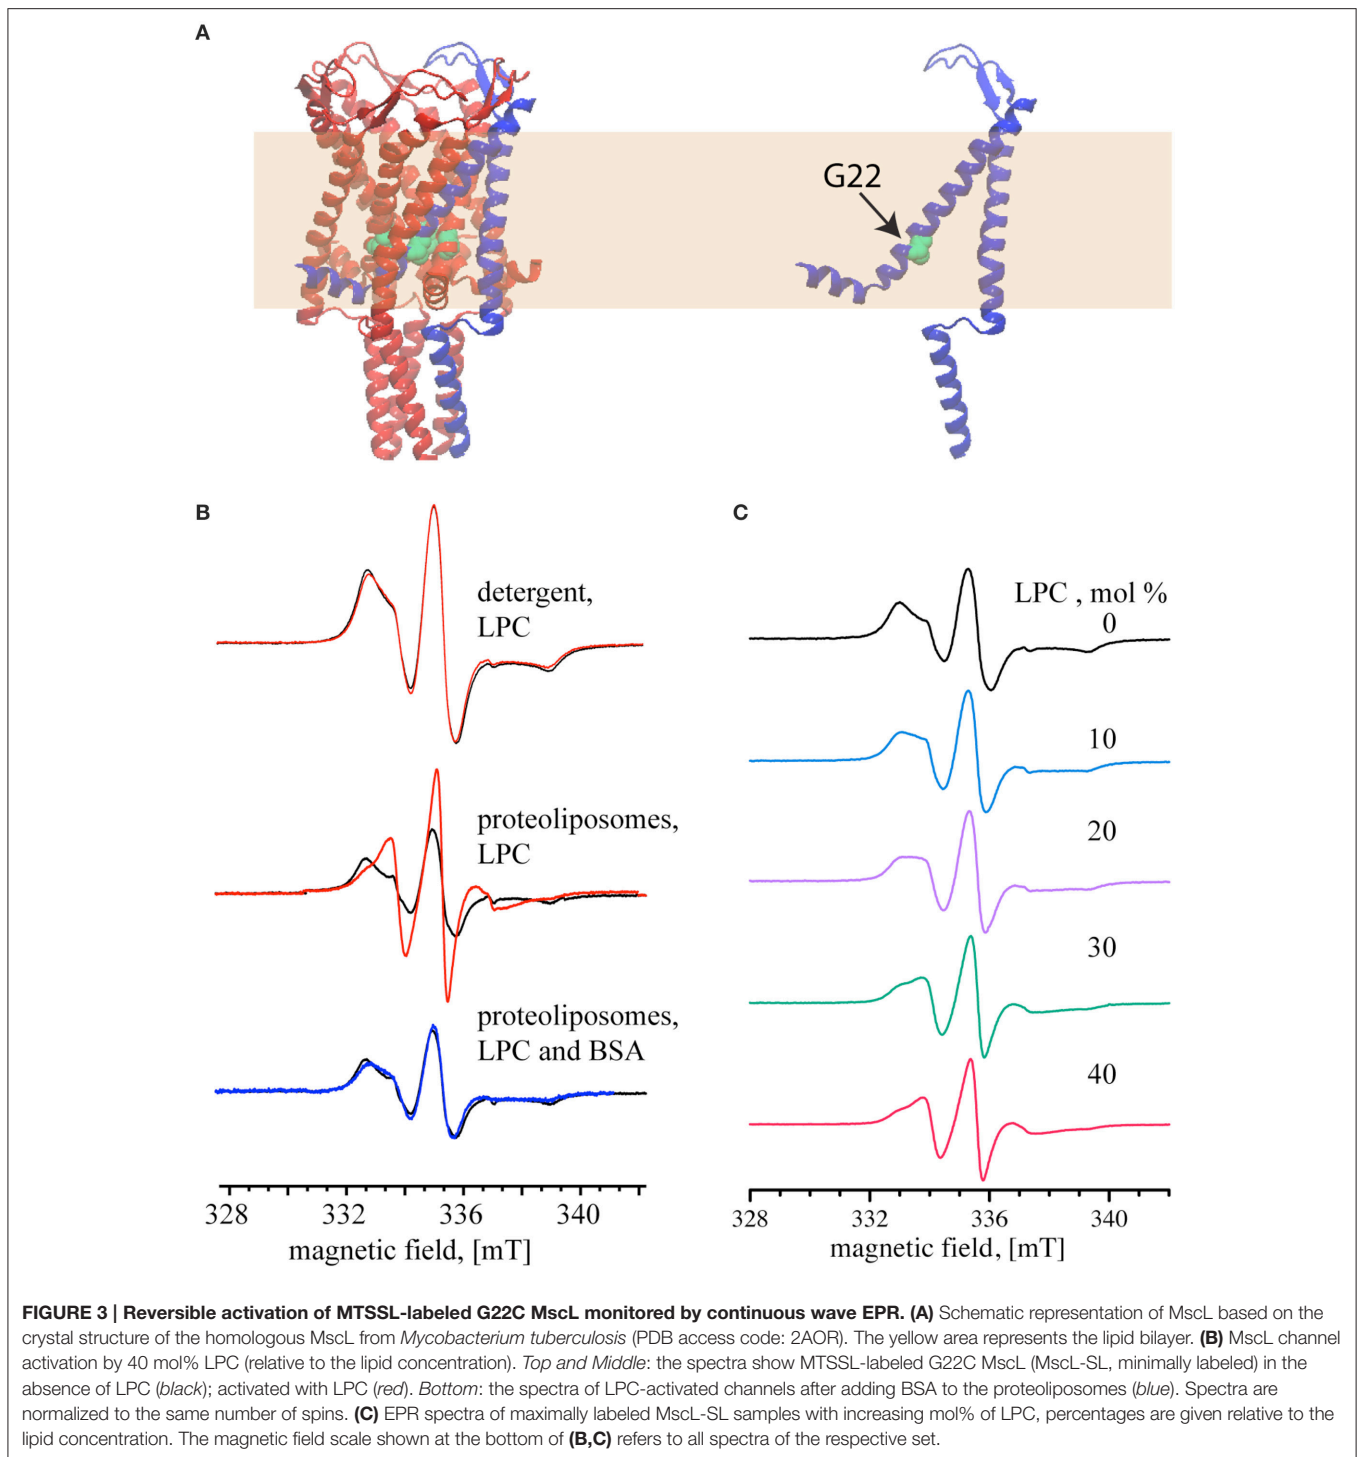 A
G22
B
detergent,
LPC
proteoliposomes,
LPC
proteoliposomes,
LPC and BSA
328 332 336 340
magnetic field, [mT]
C
LPC , mol %
0
10
20
30
40
328 332 336 340
magnetic field, [mT]
FIGURE 3 | Reversible activation of MTSSL-labeled G22C MscL monitored by continuous wave EPR. (A) Schematic representation of MscL based on the
crystal structure of the homologous MscL from Mycobacterium tuberculosis (PDB access code: 2AOR). The yellow area represents the lipid bilayer. (B) MscL channel
activation by 40 mol% LPC (relative to the lipid concentration). Top and Middle: the spectra show MTSSL-labeled G22C MscL (MscL-SL, minimally labeled) in the
absence of LPC (black); activated with LPC (red). Bottom: the spectra of LPC-activated channels after adding BSA to the proteoliposomes (blue). Spectra are
normalized to the same number of spins. (C) EPR spectra of maximally labeled MscL-SL samples with increasing mol% of LPC, percentages are given relative to the
lipid concentration. The magnetic field scale shown at the bottom of (B,C) refers to all spectra of the respective set.